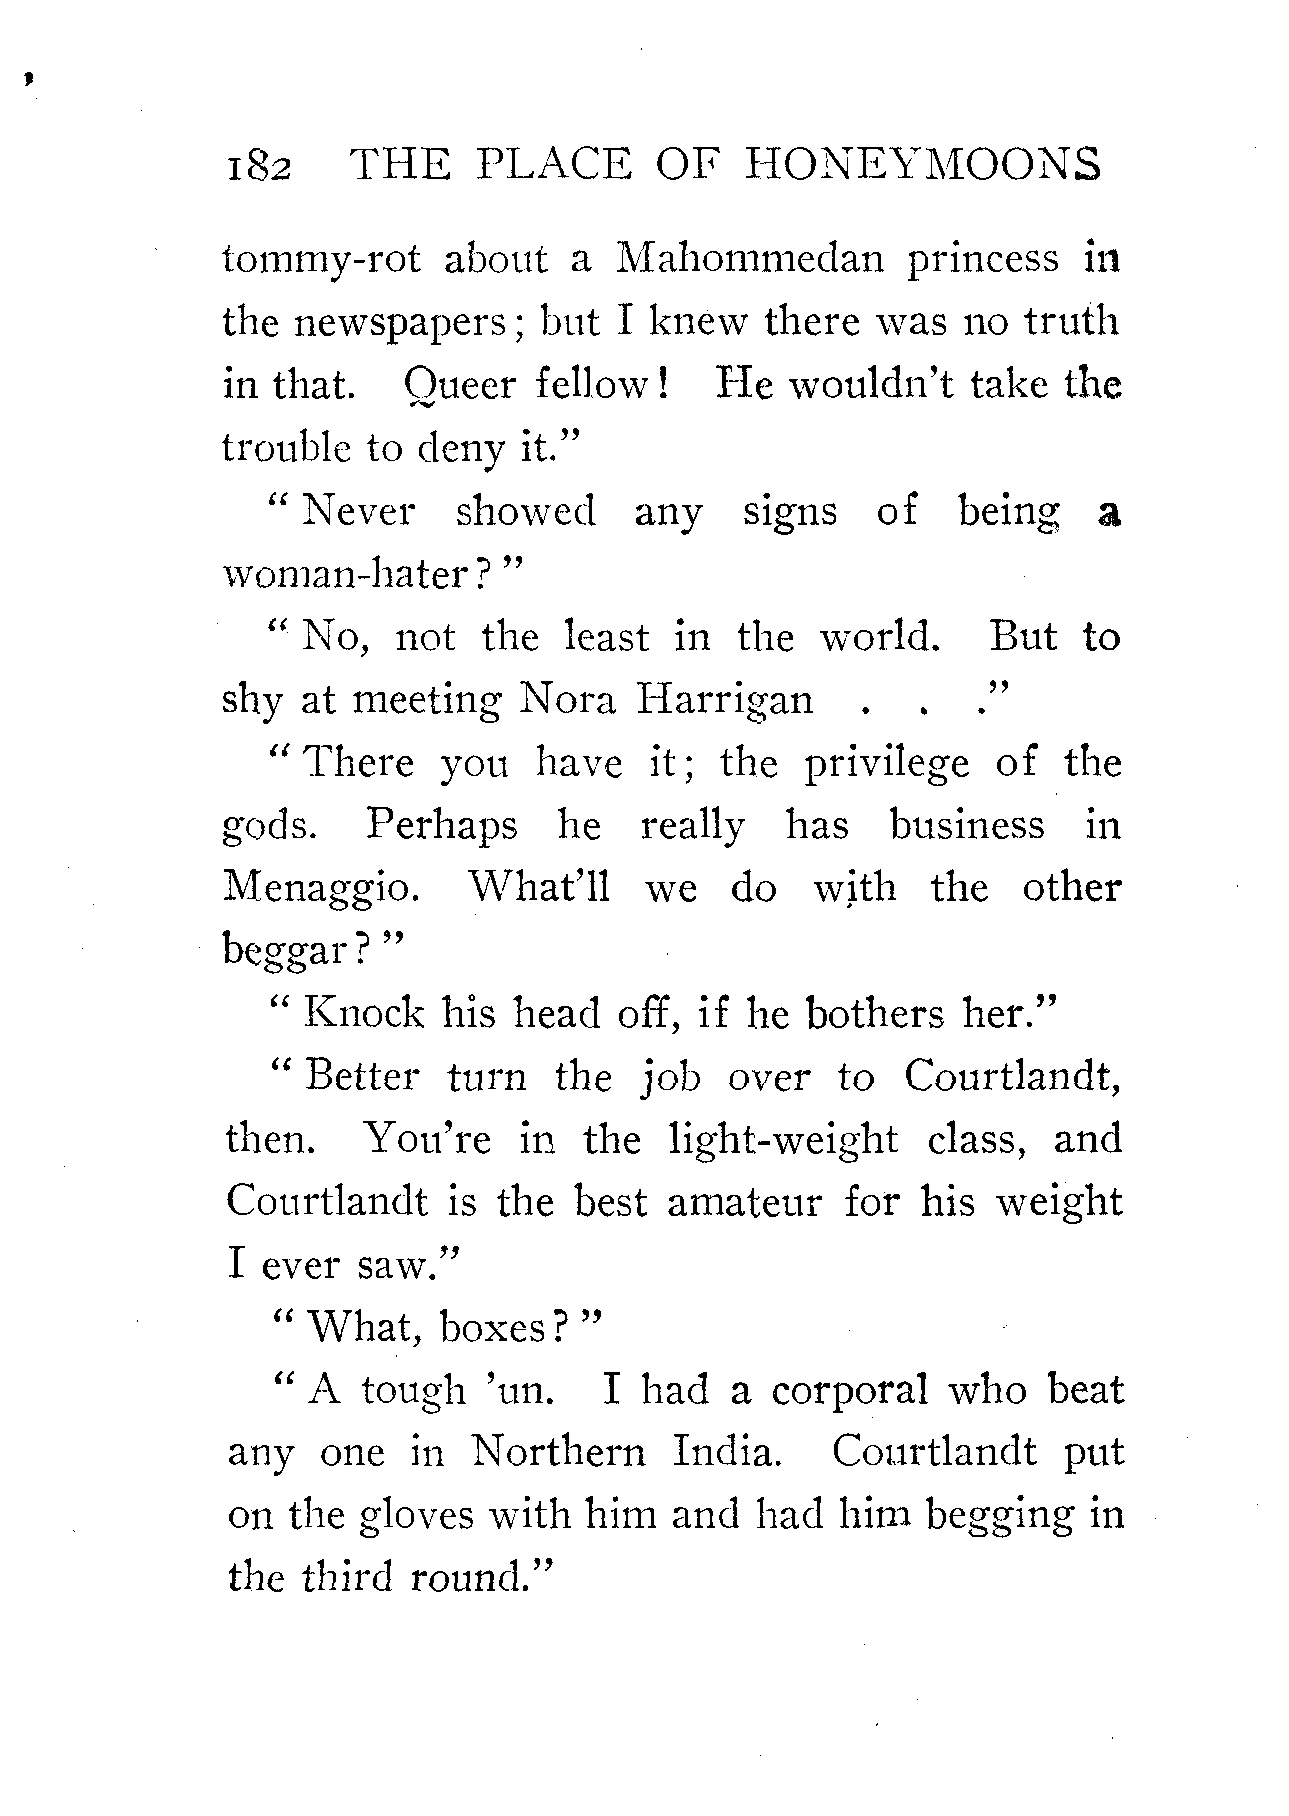 182 THE PLACE OF HONEYMOONS
tommy-rot about a Mahommedan princess in
the newspapers; but I knew there was no truth
in that. Queer fellow! He wouldn't take the
trouble to deny it."
" Never showed any signs of being a
woman-hater? "
" No, not the least in the world. But to
shy at meeting Nora Harrigan . . ."
" There you have it; the privilege of the
gods. Perhaps he really has business in
Menaggio. What'll we do with the other
beggar? "
" Knock his head off, if he bothers her."
" Better turn the job over to Courtlandt,
then. You're in the light-weight class, and
Courtlandt is the best amateur for his weight
I ever saw."
" What, boxes? "
" A tough 'un. I had a corporal who beat
any one in Northern India. Courtlandt put
on the gloves with him and had him begging in
the third round."